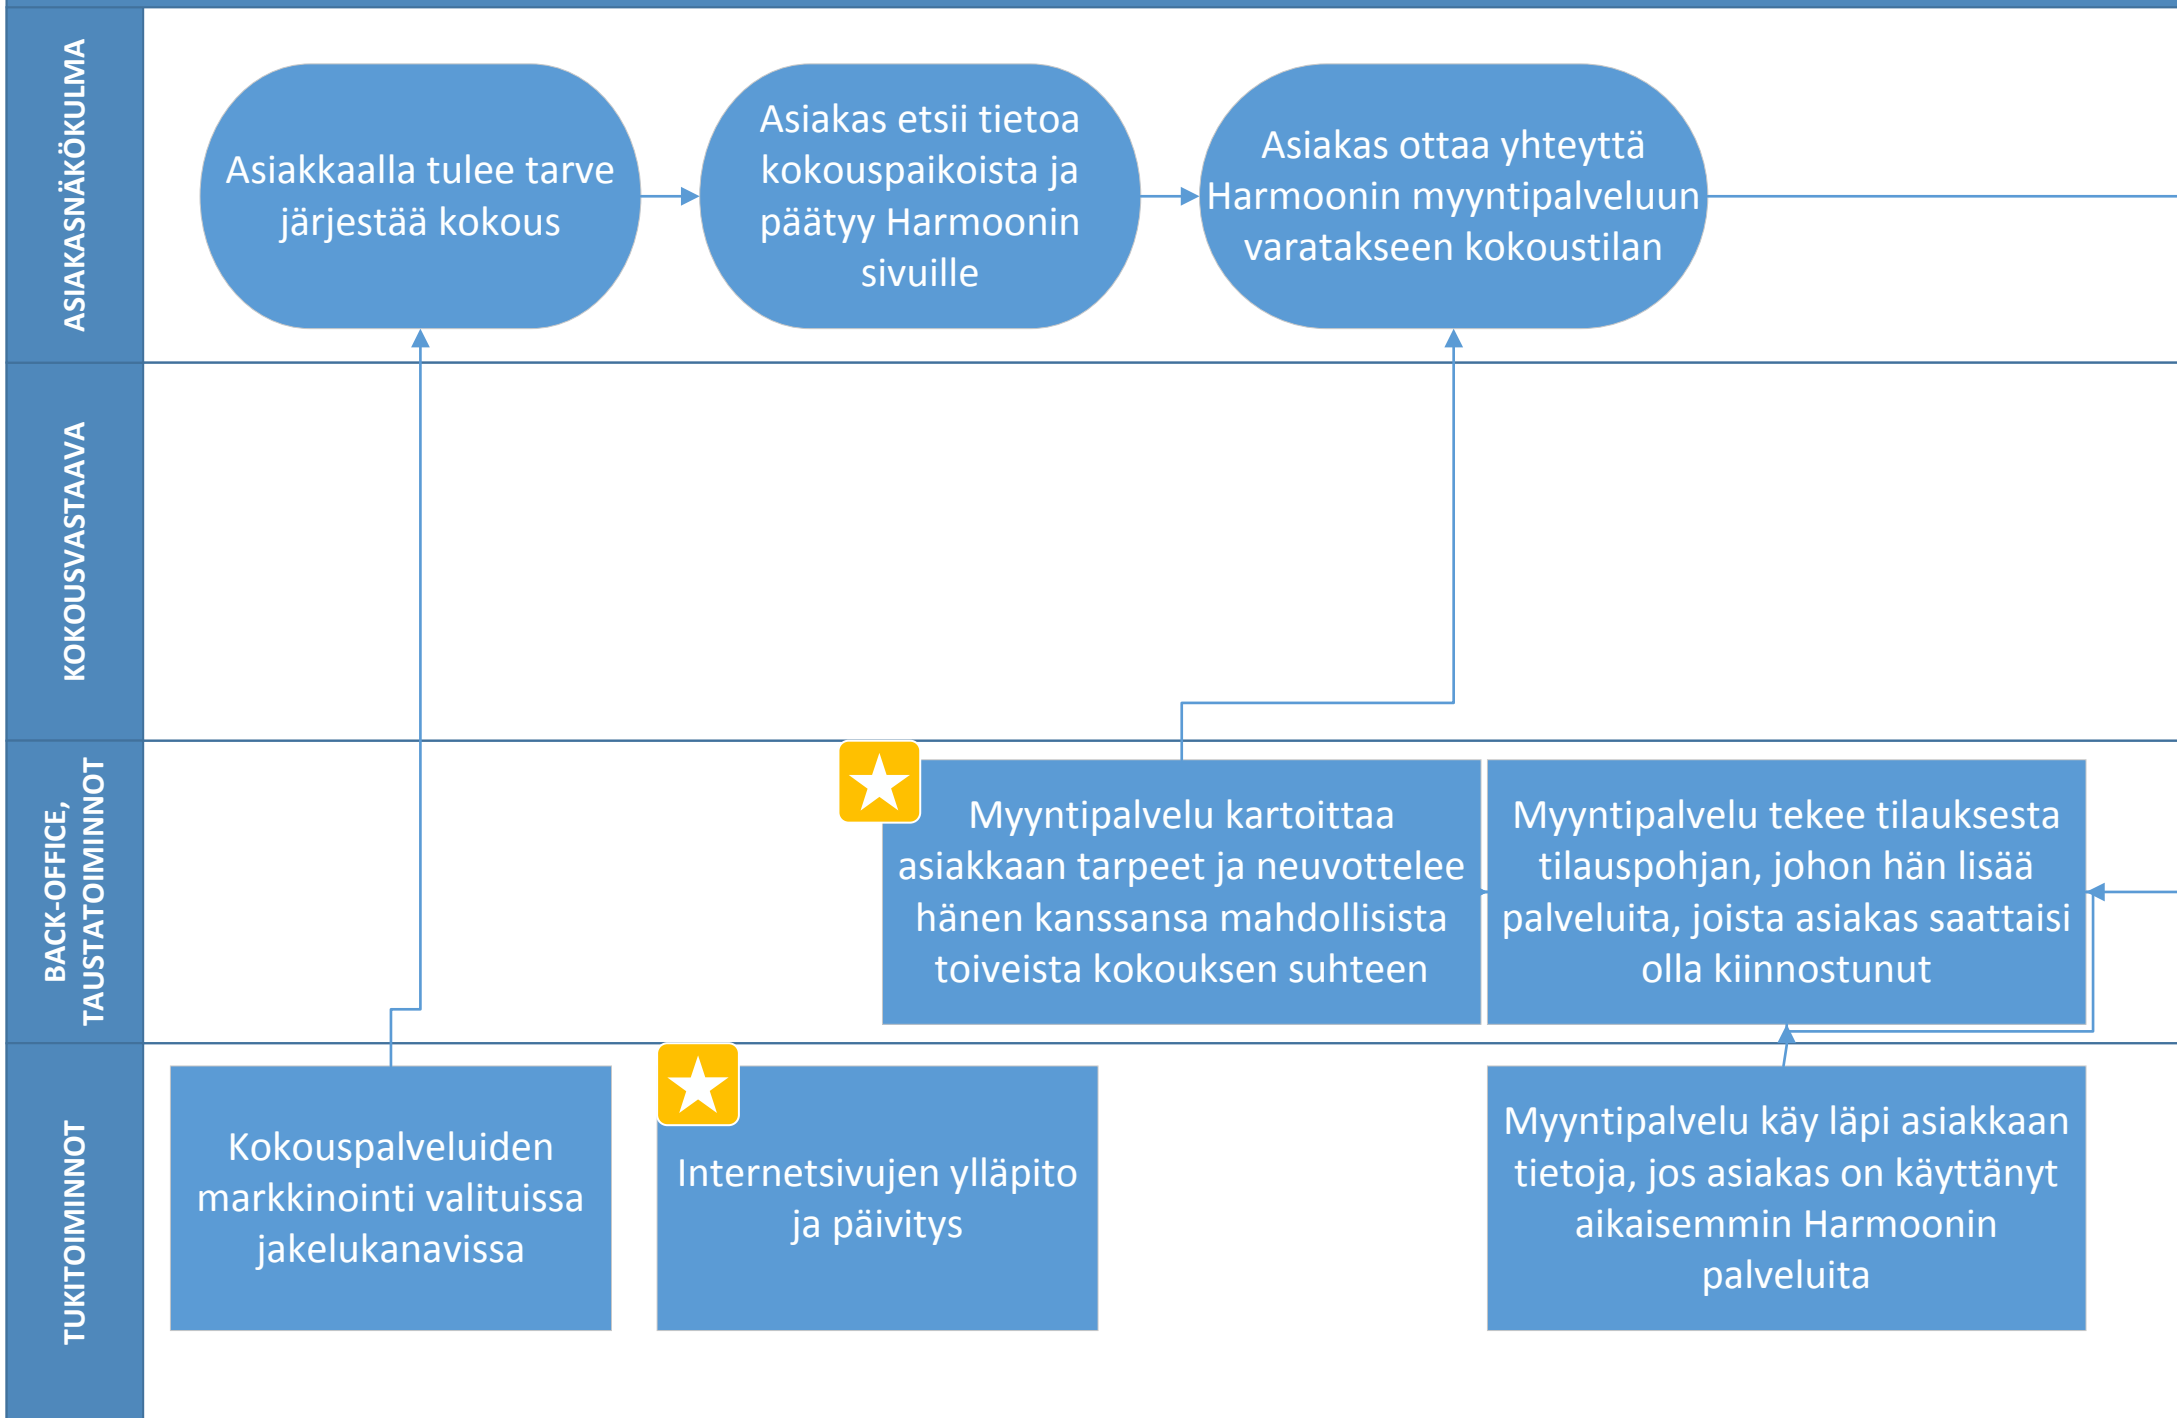 ASIAKASNÄKÖKULMA
Asiakkaalla tulee tarve
järjestää kokous
Asiakas etsii tietoa
kokouspaikoista ja
päätyy Harmoonin
sivuille
Asiakas ottaa yhteyttä
Harmoonin myyntipalveluun
varatakseen kokoustilan
KOKOUSVASTAAVA
BACK-OFFICE,
TAUSTATOIMINNOT
Myyntipalvelu kartoittaa
asiakkaan tarpeet ja neuvottelee
hänen kanssansa mahdollisista
toiveista kokouksen suhteen
Myyntipalvelu tekee tilauksesta
tilauspohjan, johon hän lisää
palveluita, joista asiakas saattaisi
olla kiinnostunut
TUKITOIMINNOT
Kokouspalveluiden
markkinointi valituissa
jakelukanavissa
Internetsivujen ylläpito
ja päivitys
Myyntipalvelu käy läpi asiakkaan
tietoja, jos asiakas on käyttänyt
aikaisemmin Harmoonin
palveluita